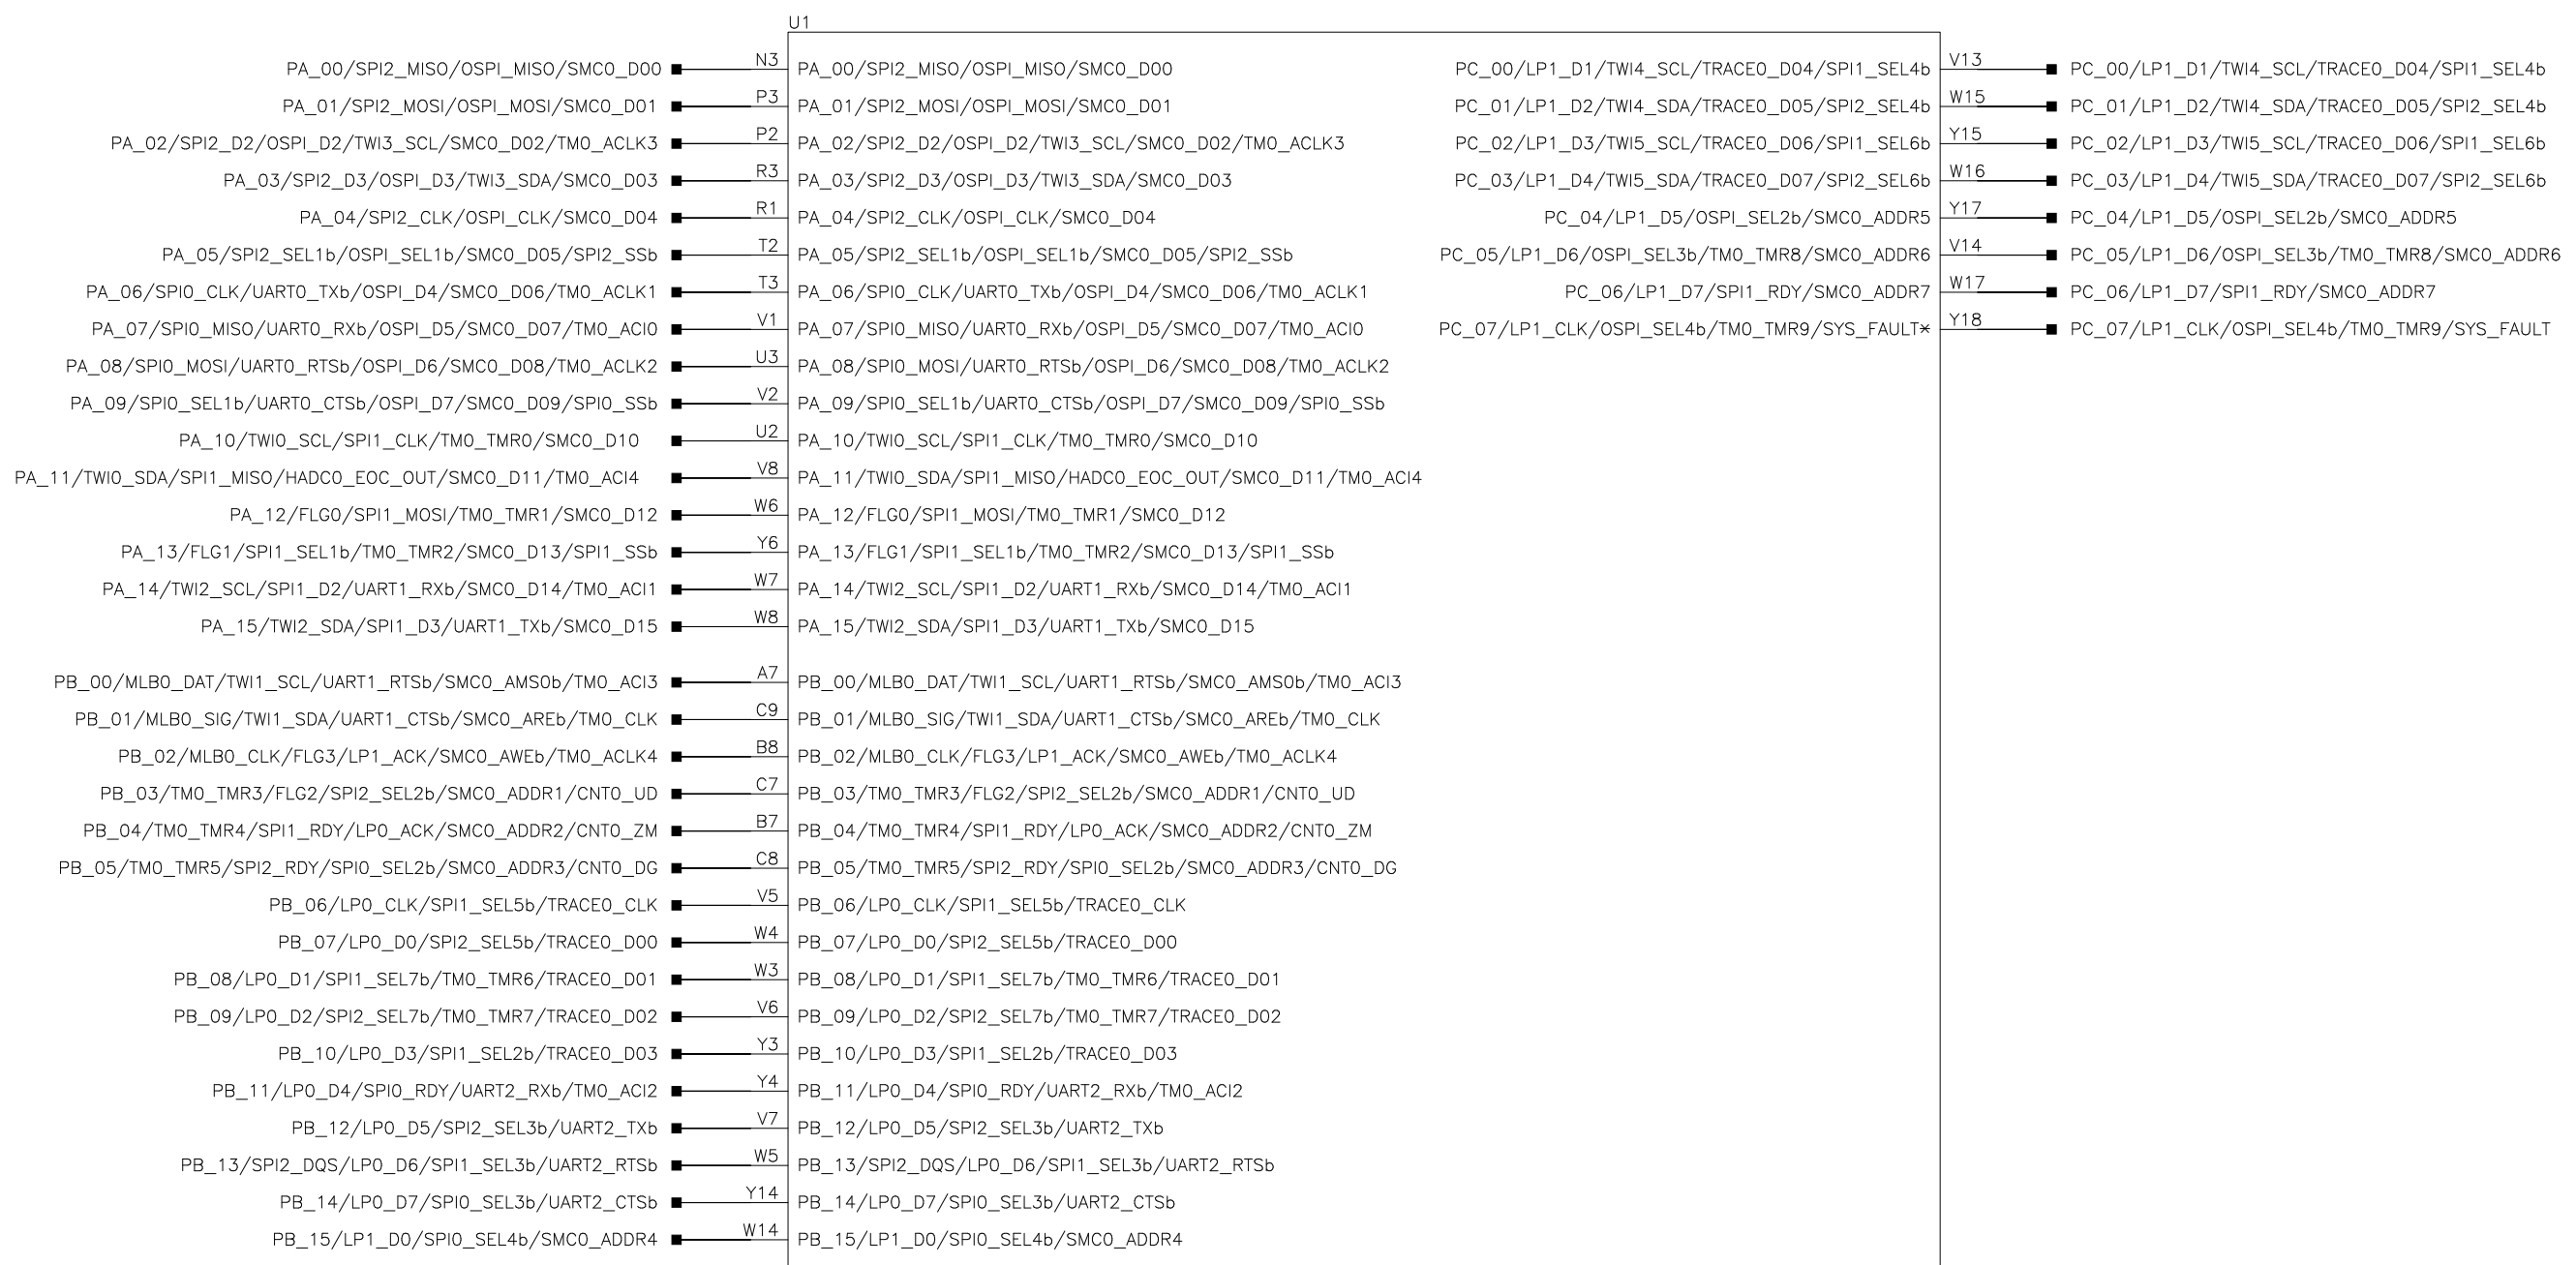 U1
PA_00/SPI2_MISO/OSPI_MISO/SMC0_D00 N3 PA_00/SPI2_MISO/OSPI_MISO/SMC0_D00 PC_00/LP1_D1/TWI4_SCL/TRACE0_D04/SPI1_SEL4b V13 PC_00/LP1_D1/TWI4_SCL/TRACE0_D04/SPI1_SEL4b
PA_01/SPI2_MOSI/OSPI_MOSI/SMC0_D01 P3 PA_01/SPI2_MOSI/OSPI_MOSI/SMC0_D01 PC_01/LP1_D2/TWI4_SDA/TRACE0_D05/SPI2_SEL4b W15 PC_01/LP1_D2/TWI4_SDA/TRACE0_D05/SPI2_SEL4b
PA_02/SPI2_D2/OSPI_D2/TWI3_SCL/SMC0_D02/TM0_ACLK3 P2 PA_02/SPI2_D2/OSPI_D2/TWI3_SCL/SMC0_D02/TM0_ACLK3 PC_02/LP1_D3/TWI5_SCL/TRACE0_D06/SPI1_SEL6b Y15 PC_02/LP1_D3/TWI5_SCL/TRACE0_D06/SPI1_SEL6b
PA_03/SPI2_D3/OSPI_D3/TWI3_SDA/SMC0_D03 R3 PA_03/SPI2_D3/OSPI_D3/TWI3_SDA/SMC0_D03 PC_03/LP1_D4/TWI5_SDA/TRACE0_D07/SPI2_SEL6b W16 PC_03/LP1_D4/TWI5_SDA/TRACE0_D07/SPI2_SEL6b
PA_04/SPI2_CLK/OSPI_CLK/SMC0_D04 R1 PA_04/SPI2_CLK/OSPI_CLK/SMC0_D04 PC_04/LP1_D5/OSPI_SEL2b/SMC0_ADDR5 Y17 PC_04/LP1_D5/OSPI_SEL2b/SMC0_ADDR5
PA_05/SPI2_SEL1b/OSPI_SEL1b/SMC0_D05/SPI2_SSb T2 PA_05/SPI2_SEL1b/OSPI_SEL1b/SMC0_D05/SPI2_SSb PC_05/LP1_D6/OSPI_SEL3b/TM0_TMR8/SMC0_ADDR6 V14 PC_05/LP1_D6/OSPI_SEL3b/TM0_TMR8/SMC0_ADDR6
PA_06/SPI0_CLK/UART0_TXb/OSPI_D4/SMC0_D06/TM0_ACLK1 T3 PA_06/SPI0_CLK/UART0_TXb/OSPI_D4/SMC0_D06/TM0_ACLK1 PC_06/LP1_D7/SPI1_RDY/SMC0_ADDR7 W17 PC_06/LP1_D7/SPI1_RDY/SMC0_ADDR7
PA_07/SPI0_MISO/UART0_RXb/OSPI_D5/SMC0_D07/TM0_ACI0 V1 PA_07/SPI0_MISO/UART0_RXb/OSPI_D5/SMC0_D07/TM0_ACI0 PC_07/LP1_CLK/OSPI_SEL4b/TM0_TMR9/SYS_FAULT* Y18 PC_07/LP1_CLK/OSPI_SEL4b/TM0_TMR9/SYS_FAULT
PA_08/SPI0_MOSI/UART0_RTSb/OSPI_D6/SMC0_D08/TM0_ACLK2 U3 PA_08/SPI0_MOSI/UART0_RTSb/OSPI_D6/SMC0_D08/TM0_ACLK2
PA_09/SPI0_SEL1b/UART0_CTSb/OSPI_D7/SMC0_D09/SPI0_SSb V2 PA_09/SPI0_SEL1b/UART0_CTSb/OSPI_D7/SMC0_D09/SPI0_SSb
PA_10/TWI0_SCL/SPI1_CLK/TM0_TMR0/SMC0_D10 U2 PA_10/TWI0_SCL/SPI1_CLK/TM0_TMR0/SMC0_D10
PA_11/TWI0_SDA/SPI1_MISO/HADC0_EOC_OUT/SMC0_D11/TM0_ACI4 V8 PA_11/TWI0_SDA/SPI1_MISO/HADC0_EOC_OUT/SMC0_D11/TM0_ACI4
PA_12/FLG0/SPI1_MOSI/TM0_TMR1/SMC0_D12 W6 PA_12/FLG0/SPI1_MOSI/TM0_TMR1/SMC0_D12
PA_13/FLG1/SPI1_SEL1b/TM0_TMR2/SMC0_D13/SPI1_SSb Y6 PA_13/FLG1/SPI1_SEL1b/TM0_TMR2/SMC0_D13/SPI1_SSb
PA_14/TWI2_SCL/SPI1_D2/UART1_RXb/SMC0_D14/TM0_ACI1 W7 PA_14/TWI2_SCL/SPI1_D2/UART1_RXb/SMC0_D14/TM0_ACI1
PA_15/TWI2_SDA/SPI1_D3/UART1_TXb/SMC0_D15 W8 PA_15/TWI2_SDA/SPI1_D3/UART1_TXb/SMC0_D15
PB_00/MLB0_DAT/TWI1_SCL/UART1_RTSb/SMC0_AMS0b/TM0_ACI3 A7 PB_00/MLB0_DAT/TWI1_SCL/UART1_RTSb/SMC0_AMS0b/TM0_ACI3
PB_01/MLB0_SIG/TWI1_SDA/UART1_CTSb/SMC0_AREb/TM0_CLK C9 PB_01/MLB0_SIG/TWI1_SDA/UART1_CTSb/SMC0_AREb/TM0_CLK
PB_02/MLB0_CLK/FLG3/LP1_ACK/SMC0_AWEb/TM0_ACLK4 B8 PB_02/MLB0_CLK/FLG3/LP1_ACK/SMC0_AWEb/TM0_ACLK4
PB_03/TM0_TMR3/FLG2/SPI2_SEL2b/SMC0_ADDR1/CNT0_UD C7 PB_03/TM0_TMR3/FLG2/SPI2_SEL2b/SMC0_ADDR1/CNT0_UD
PB_04/TM0_TMR4/SPI1_RDY/LP0_ACK/SMC0_ADDR2/CNT0_ZM B7 PB_04/TM0_TMR4/SPI1_RDY/LP0_ACK/SMC0_ADDR2/CNT0_ZM
PB_05/TM0_TMR5/SPI2_RDY/SPI0_SEL2b/SMC0_ADDR3/CNT0_DG C8 PB_05/TM0_TMR5/SPI2_RDY/SPI0_SEL2b/SMC0_ADDR3/CNT0_DG
PB_06/LP0_CLK/SPI1_SEL5b/TRACE0_CLK V5 PB_06/LP0_CLK/SPI1_SEL5b/TRACE0_CLK
PB_07/LP0_D0/SPI2_SEL5b/TRACE0_D00 W4 PB_07/LP0_D0/SPI2_SEL5b/TRACE0_D00
PB_08/LP0_D1/SPI1_SEL7b/TM0_TMR6/TRACE0_D01 W3 PB_08/LP0_D1/SPI1_SEL7b/TM0_TMR6/TRACE0_D01
PB_09/LP0_D2/SPI2_SEL7b/TM0_TMR7/TRACE0_D02 V6 PB_09/LP0_D2/SPI2_SEL7b/TM0_TMR7/TRACE0_D02
PB_10/LP0_D3/SPI1_SEL2b/TRACE0_D03 Y3 PB_10/LP0_D3/SPI1_SEL2b/TRACE0_D03
PB_11/LP0_D4/SPI0_RDY/UART2_RXb/TM0_ACI2 Y4 PB_11/LP0_D4/SPI0_RDY/UART2_RXb/TM0_ACI2
PB_12/LP0_D5/SPI2_SEL3b/UART2_TXb V7 PB_12/LP0_D5/SPI2_SEL3b/UART2_TXb
PB_13/SPI2_DQS/LP0_D6/SPI1_SEL3b/UART2_RTSb W5 PB_13/SPI2_DQS/LP0_D6/SPI1_SEL3b/UART2_RTSb
PB_14/LP0_D7/SPI0_SEL3b/UART2_CTSb Y14 PB_14/LP0_D7/SPI0_SEL3b/UART2_CTSb
PB_15/LP1_D0/SPI0_SEL4b/SMC0_ADDR4 W14 PB_15/LP1_D0/SPI0_SEL4b/SMC0_ADDR4